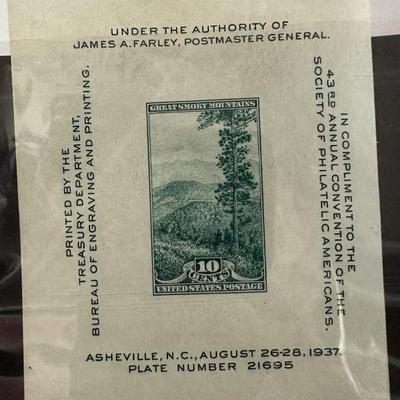 UNDER THE AUTHORITY OF
JAMES A. FARLEY, POSTMASTER GENERAL.
PRINTED BY THE
TREASURY DEPARTMENT,
BUREAU OF ENGRAVING AND PRINTING.
GREAT SMOKY MOUNTAINS
10
CENTS
UNITED STATES POSTAGE
IN COMPLIMENT TO THE
43RD ANNUAL CONVENTION OF THE
SOCIETY OF PHILATELIC AMERICANS.
ASHEVILLE, N.C., AUGUST 26-28, 1937.
PLATE NUMBER 21695